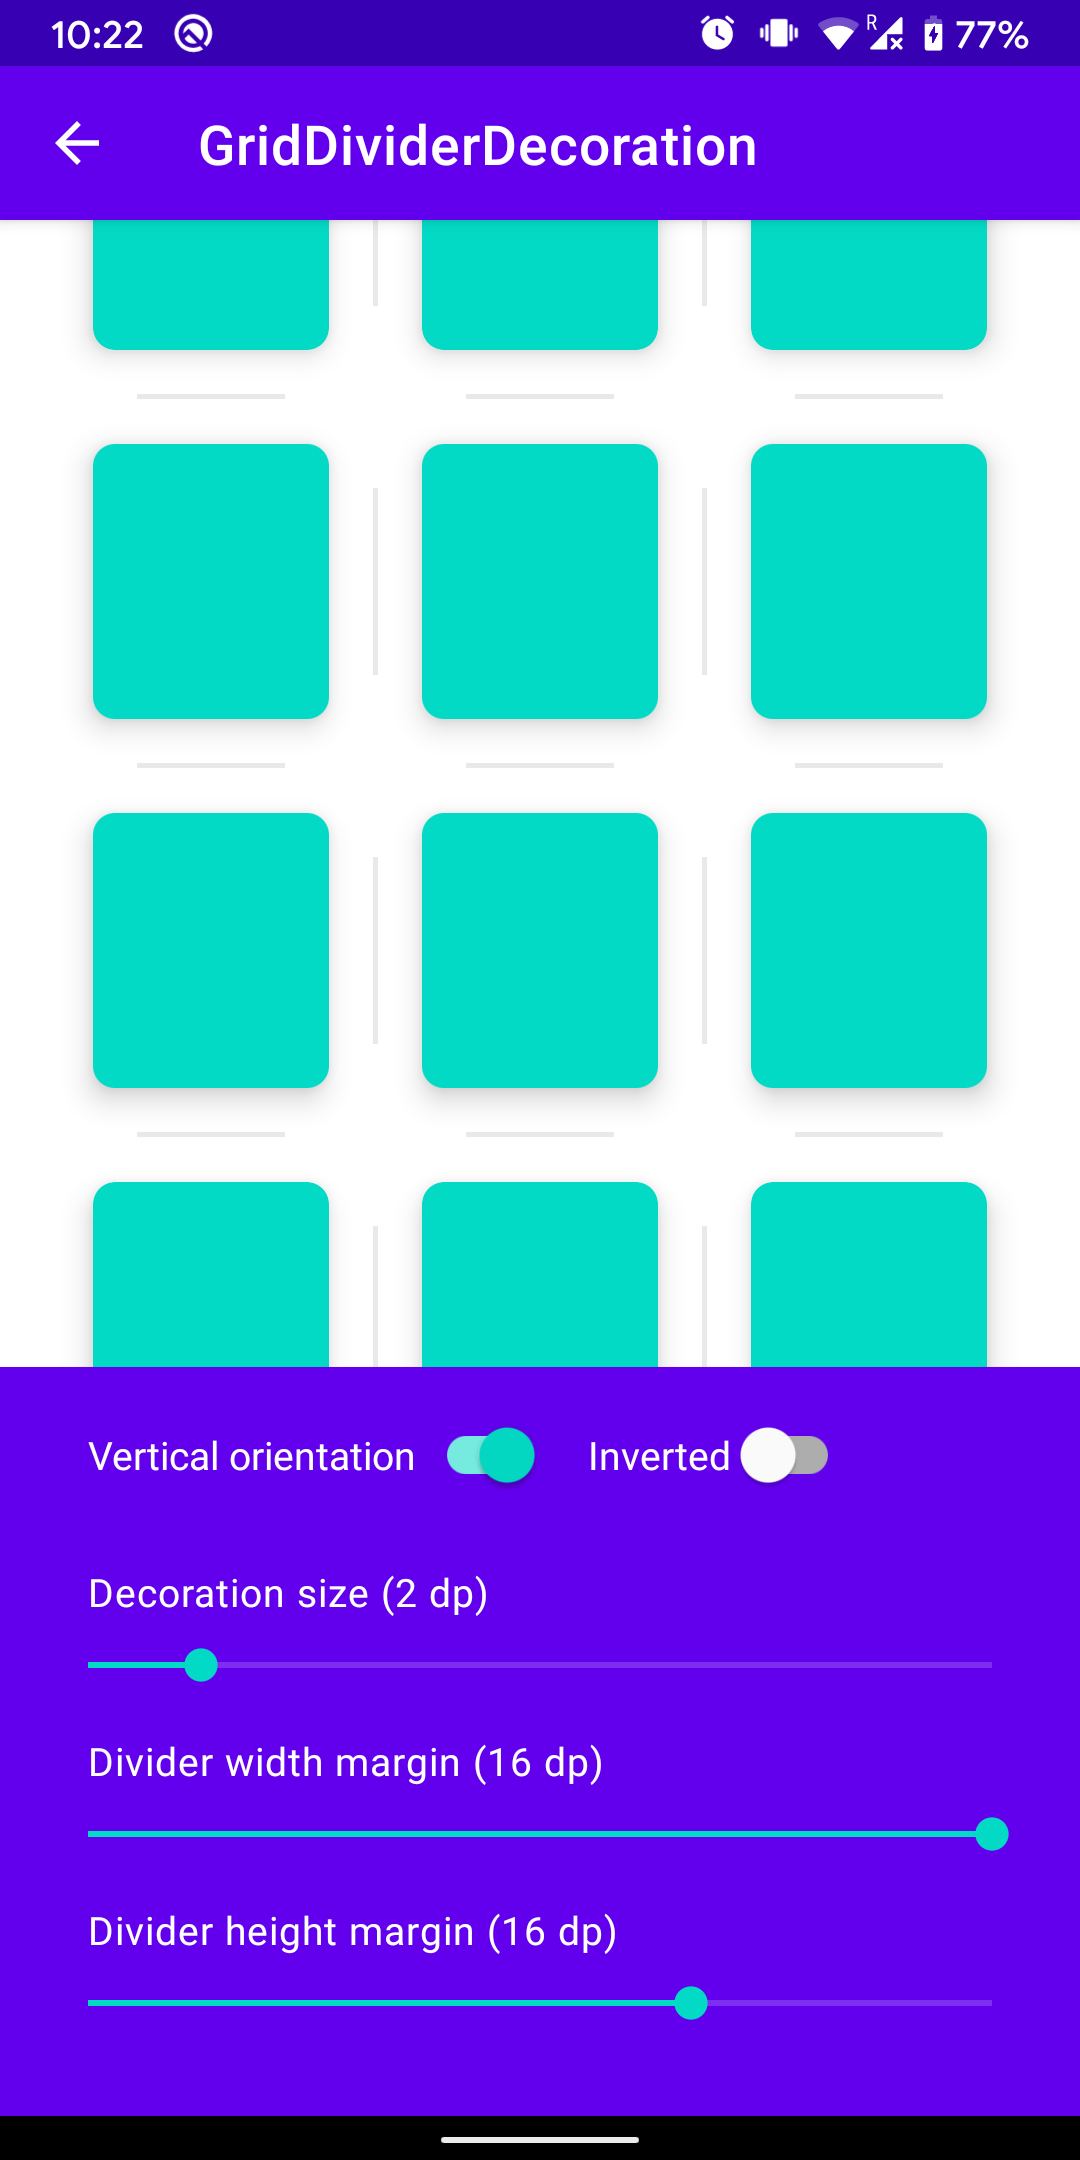 10:22
R
77%
GridDividerDecoration
Vertical orientation
Inverted
Decoration size (2 dp)
Divider width margin (16 dp)
Divider height margin (16 dp)